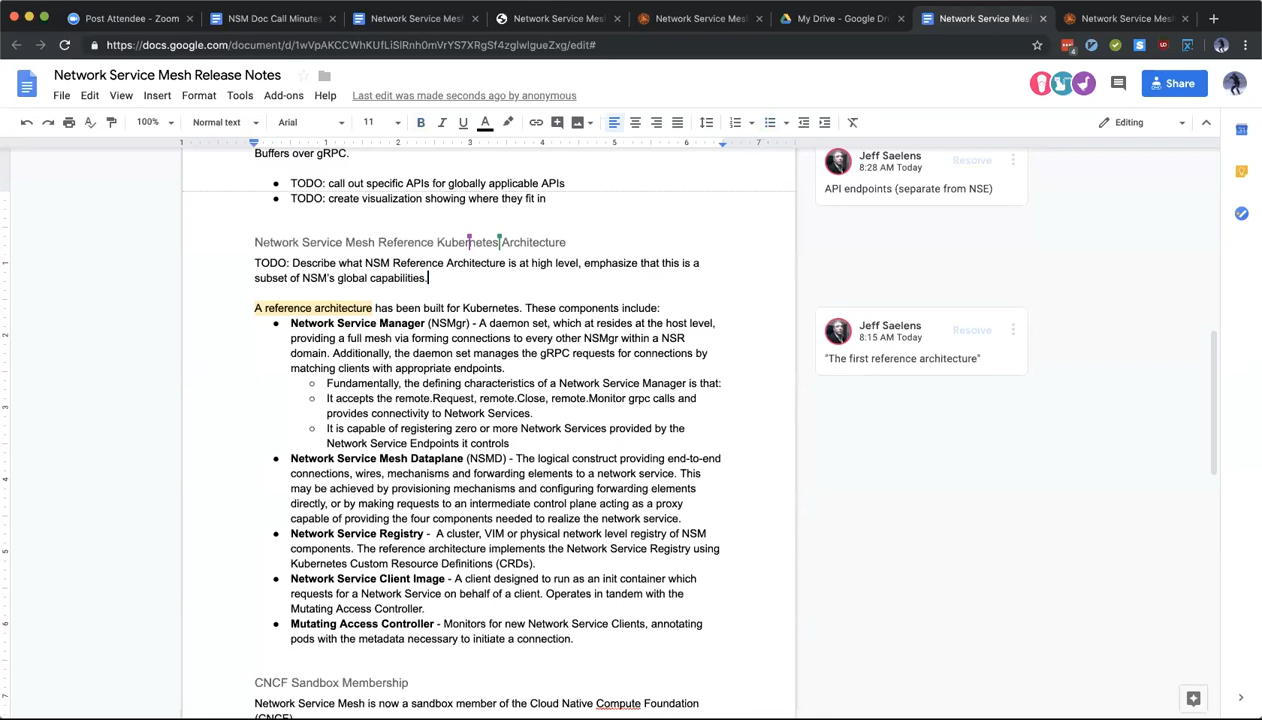 Post Attendee - Zoom
NSM Doc Call Minutes
Network Service Mesh
Network Service Mesh
Network Service Mesh
My Drive - Google Dri
Network Service Mesh
Network Service Mesh
https://docs.google.com/document/d/1wVpAKCCWhKUfLiSlRnh0mVrYS7XRgSf4zglwlgueZxg/edit#
Network Service Mesh Release Notes
File Edit View Insert Format Tools Add-ons Help Last edit was made seconds ago by anonymous
Share
100% Normal text Arial 11 B I U A Editing
1 1 2 3 4 5 6 7
Buffers over gRPC.
● TODO: call out specific APIs for globally applicable APIs
● TODO: create visualization showing where they fit in
Network Service Mesh Reference Kubernetes Architecture
TODO: Describe what NSM Reference Architecture is at high level, emphasize that this is a
subset of NSM's global capabilities.
A reference architecture has been built for Kubernetes. These components include:
● Network Service Manager (NSMgr) - A daemon set, which at resides at the host level,
providing a full mesh via forming connections to every other NSMgr within a NSR
domain. Additionally, the daemon set manages the gRPC requests for connections by
matching clients with appropriate endpoints.
○ Fundamentally, the defining characteristics of a Network Service Manager is that:
○ It accepts the remote.Request, remote.Close, remote.Monitor grpc calls and
provides connectivity to Network Services.
○ It is capable of registering zero or more Network Services provided by the
Network Service Endpoints it controls
● Network Service Mesh Dataplane (NSMD) - The logical construct providing end-to-end
connections, wires, mechanisms and forwarding elements to a network service. This
may be achieved by provisioning mechanisms and configuring forwarding elements
directly, or by making requests to an intermediate control plane acting as a proxy
capable of providing the four components needed to realize the network service.
● Network Service Registry - A cluster, VIM or physical network level registry of NSM
components. The reference architecture implements the Network Service Registry using
Kubernetes Custom Resource Definitions (CRDs).
● Network Service Client Image - A client designed to run as an init container which
requests for a Network Service on behalf of a client. Operates in tandem with the
Mutating Access Controller.
● Mutating Access Controller - Monitors for new Network Service Clients, annotating
pods with the metadata necessary to initiate a connection.
CNCF Sandbox Membership
Network Service Mesh is now a sandbox member of the Cloud Native Compute Foundation
(CNCF)
Jeff Saelens
8:28 AM Today
Resolve
API endpoints (separate from NSE)
Jeff Saelens
8:15 AM Today
Resolve
"The first reference architecture"